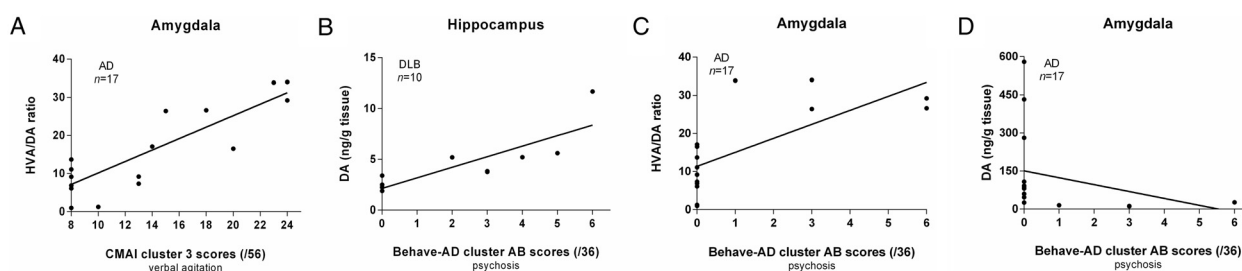 A
Amygdala
AD
n=17
HVA/DA ratio
40
30
20
10
0
8 10 12 14 16 18 20 22 24
CMAI cluster 3 scores (/56)
verbal agitation
B
Hippocampus
DLB
n=10
DA (ng/g tissue)
15
10
5
0
0 1 2 3 4 5 6
Behave-AD cluster AB scores (/36)
psychosis
C
Amygdala
AD
n=17
HVA/DA ratio
40
30
20
10
0
0 1 2 3 4 5 6
Behave-AD cluster AB scores (/36)
psychosis
D
Amygdala
AD
n=17
DA (ng/g tissue)
600
450
300
150
0
0 1 2 3 4 5 6
Behave-AD cluster AB scores (/36)
psychosis